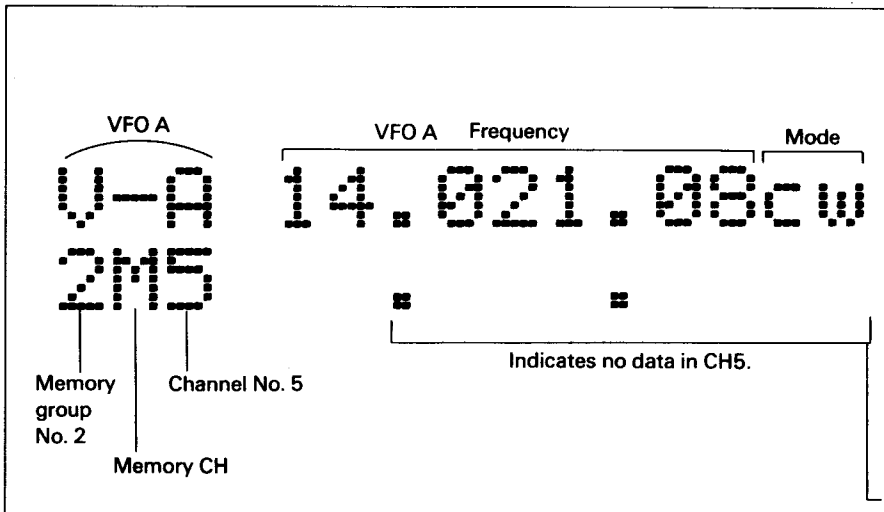 VFO A VFO A Frequency Mode
V-A 14.021.08cw
2M5 . .
Indicates no data in CH5.
Memory
group
No. 2
Channel No. 5
Memory CH